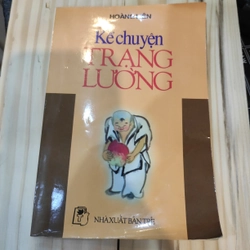 Kể chuyện
TRẠNG
LƯỜNG
NHÀ XUẤT BẢN TRẺ